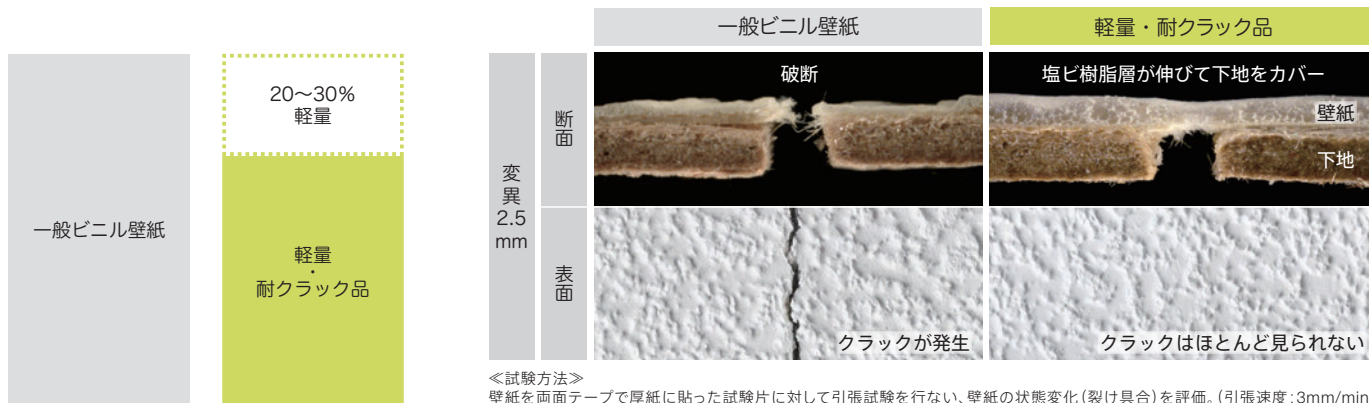 一般ビニル壁紙
20〜30%
軽量
軽量
・
耐クラック品
一般ビニル壁紙
軽量・耐クラック品
変異
2.5
mm
断面
破断
塩ビ樹脂層が伸びて下地をカバー
壁紙
下地
表面
クラックが発生
クラックはほとんど見られない
≪試験方法≫
壁紙を両面テープで厚紙に貼った試験片に対して引張試験を行ない、壁紙の状態変化(裂け具合)を評価。(引張速度:3mm/min